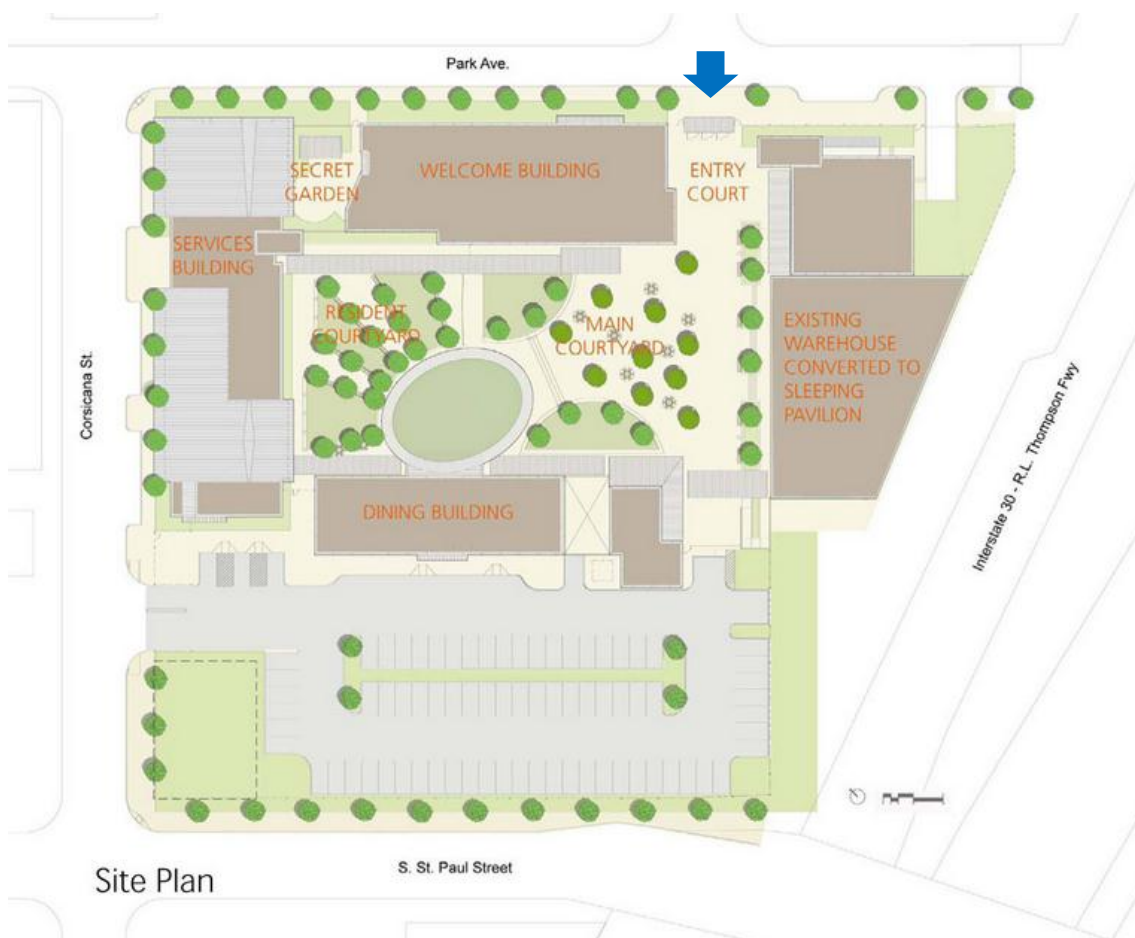 Park Ave.
SECRET
GARDEN
WELCOME BUILDING
ENTRY
COURT
SERVICES
BUILDING
RESIDENT
COURTYARD
MAIN
COURTYARD
EXISTING
WAREHOUSE
CONVERTED TO
SLEEPING
PAVILION
Corsicana St.
DINING BUILDING
Interstate 30 - R.L. Thompson Fwy
Site Plan
S. St. Paul Street